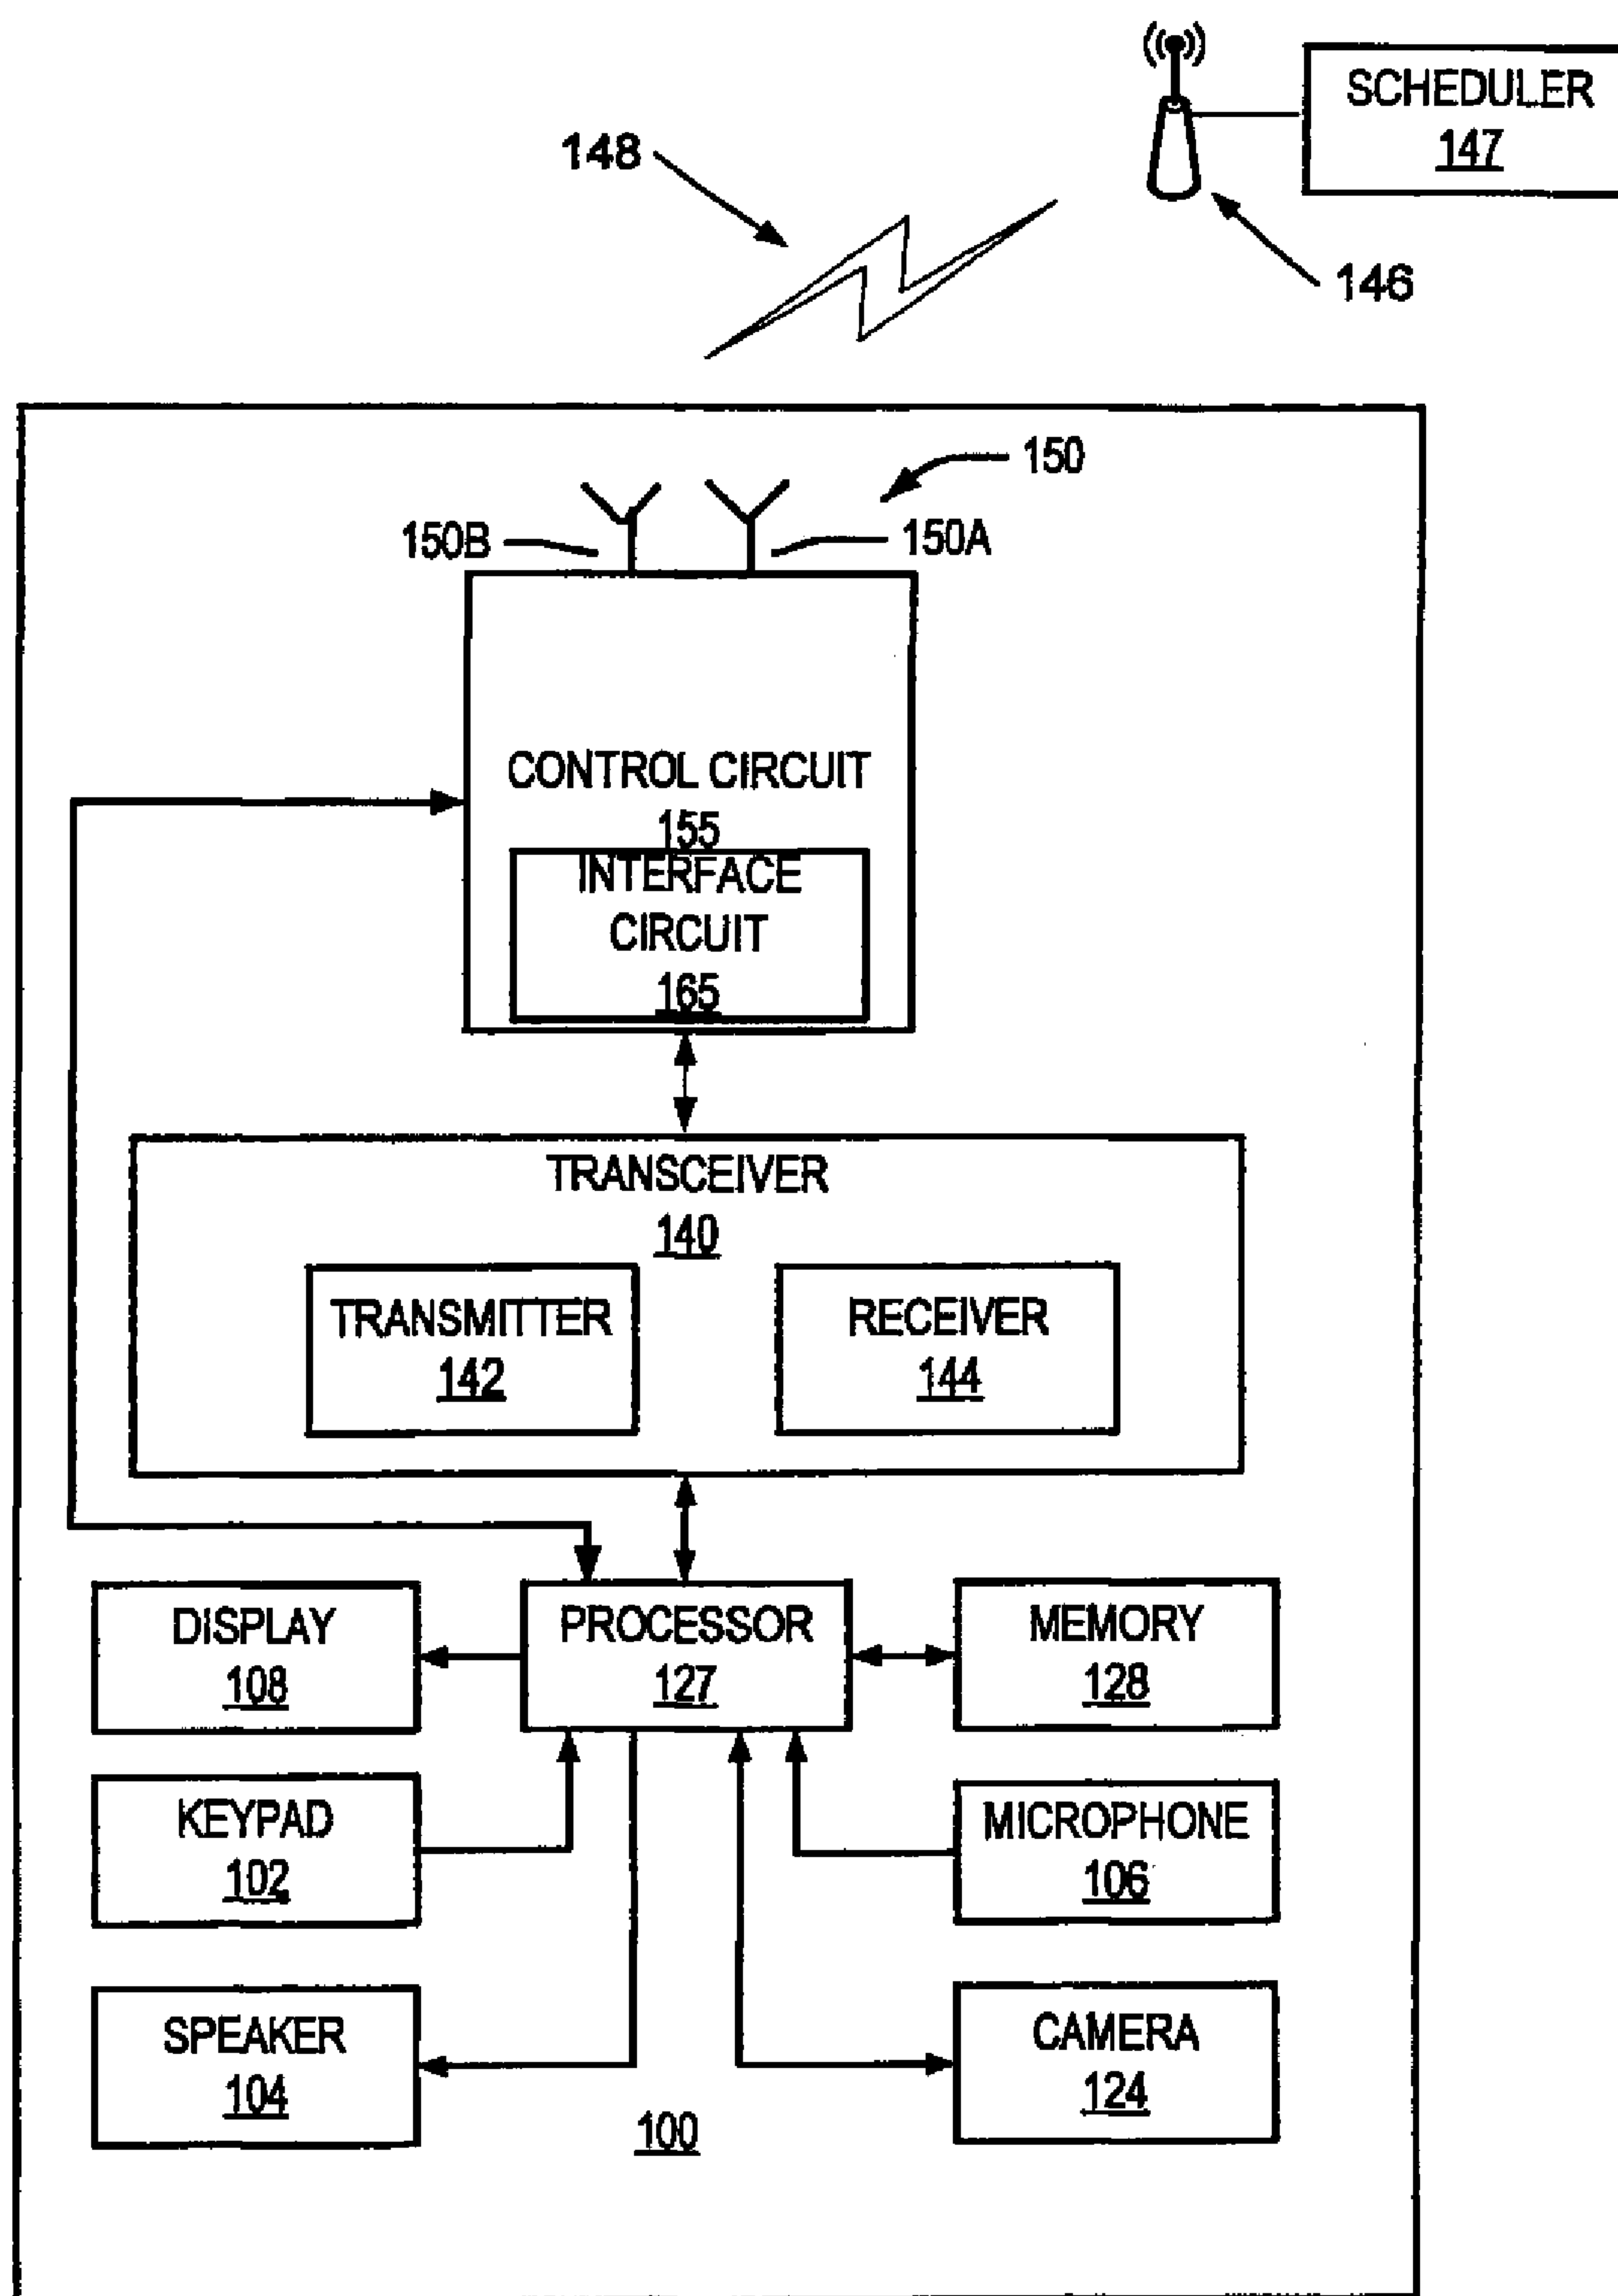 SCHEDULER
147
148
146
150
150B
150A
CONTROL CIRCUIT
155
INTERFACE
CIRCUIT
165
TRANSCEIVER
140
TRANSMITTER
142
RECEIVER
144
DISPLAY
108
PROCESSOR
127
MEMORY
128
KEYPAD
102
MICROPHONE
106
SPEAKER
104
CAMERA
124
100